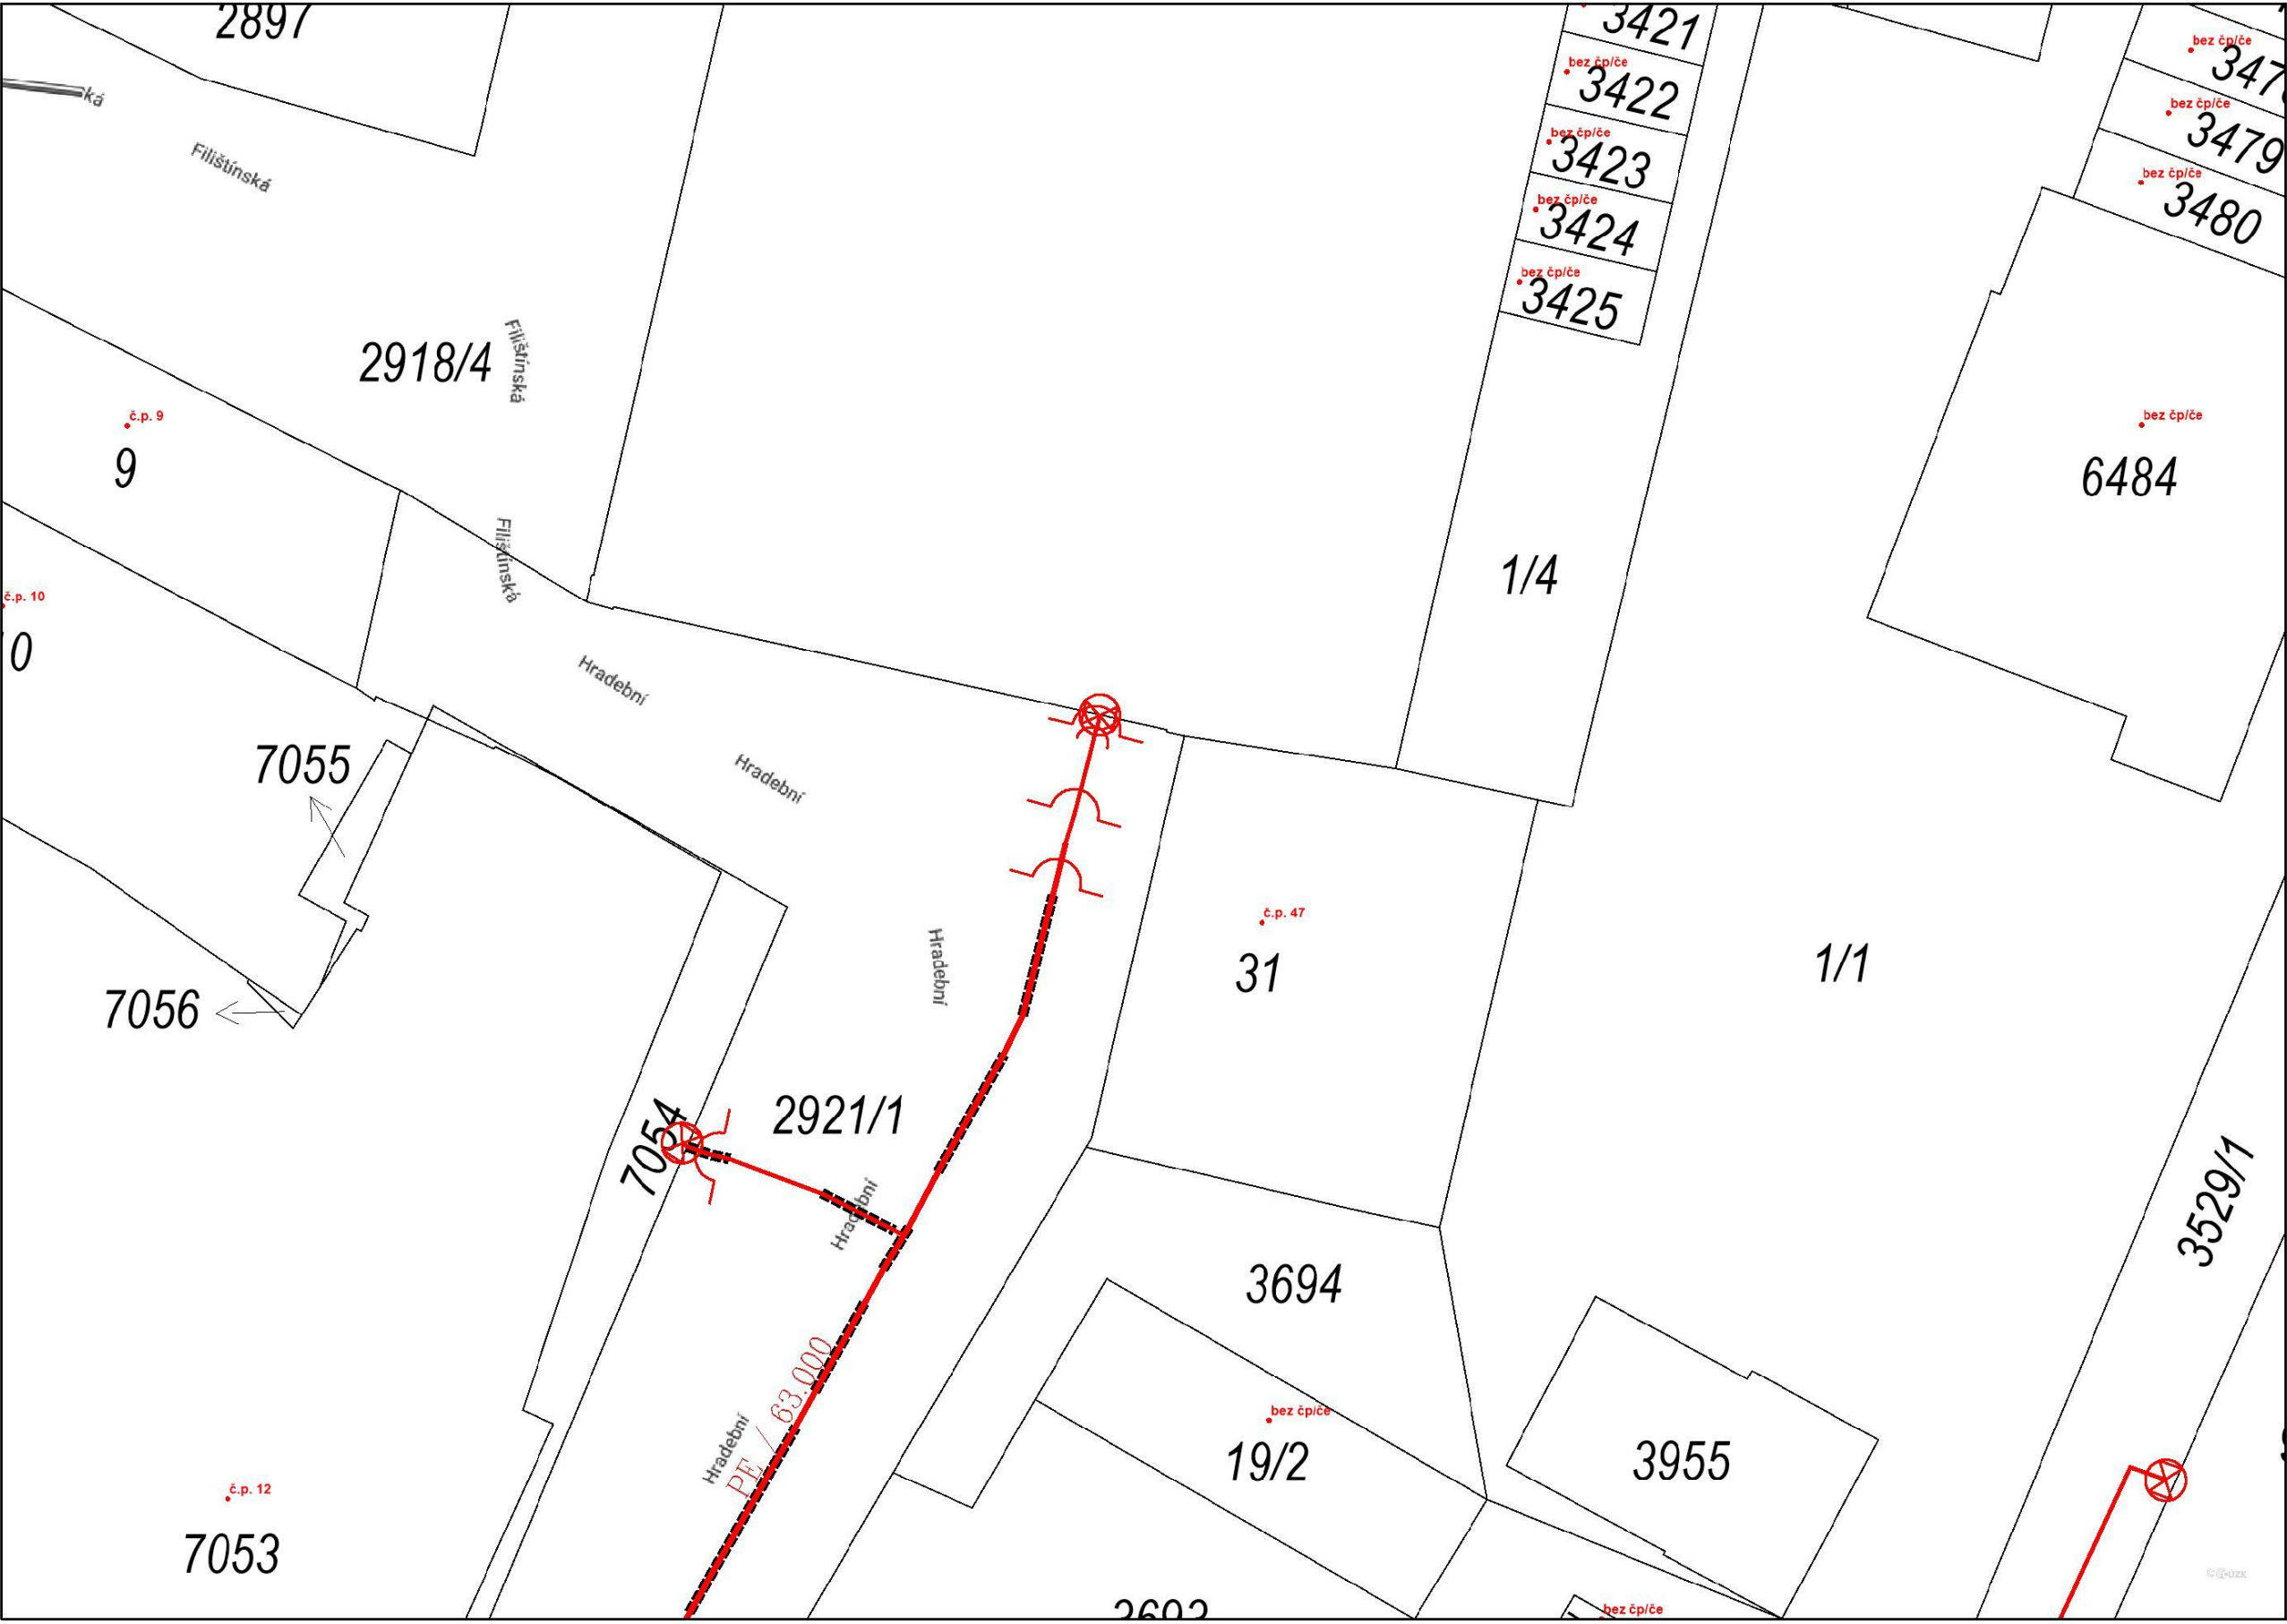 2897
3421
bez čp/če
3422
bez čp/če
3423
bez čp/če
3424
bez čp/če
3425
bez čp/če
bez čp/če
3479
bez čp/če
3480
ká
Filištínská
2918/4
Filištínská
č.p. 9
9
bez čp/če
6484
Filištínská
1/4
č.p. 10
0
Hradební
7055
Hradební
č.p. 47
31
Hradební
1/1
7056
2921/1
7054
Hradební
3529/1
3694
PE / 63.000
Hradební
bez čp/če
19/2
3955
č.p. 12
7053
3693
bez čp/če